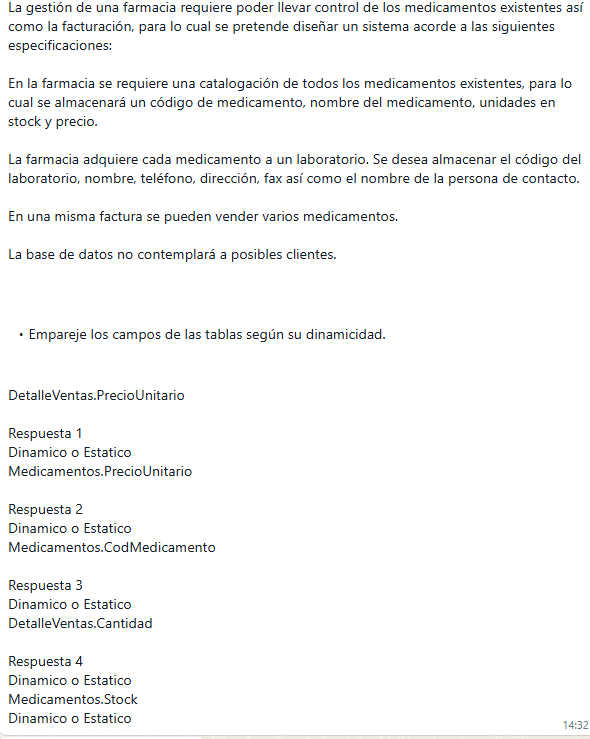 La gestión de una farmacia requiere poder llevar control de los medicamentos existentes así
como la facturación, para lo cual se pretende diseñar un sistema acorde a las siguientes
especificaciones:
En la farmacia se requiere una catalogación de todos los medicamentos existentes, para lo
cual se almacenará un código de medicamento, nombre del medicamento, unidades en
stock y precio.
La farmacia adquiere cada medicamento a un laboratorio. Se desea almacenar el código del
laboratorio, nombre, teléfono, dirección, fax así como el nombre de la persona de contacto.
En una misma factura se pueden vender varios medicamentos.
La base de datos no contemplará a posibles clientes.
• Empareje los campos de las tablas según su dinamicidad.
DetalleVentas.PrecioUnitario
Respuesta 1
Dinamico o Estatico
Medicamentos.PrecioUnitario
Respuesta 2
Dinamico o Estatico
Medicamentos.CodMedicamento
Respuesta 3
Dinamico o Estatico
DetalleVentas.Cantidad
Respuesta 4
Dinamico o Estatico
Medicamentos.Stock
Dinamico o Estatico
14:32